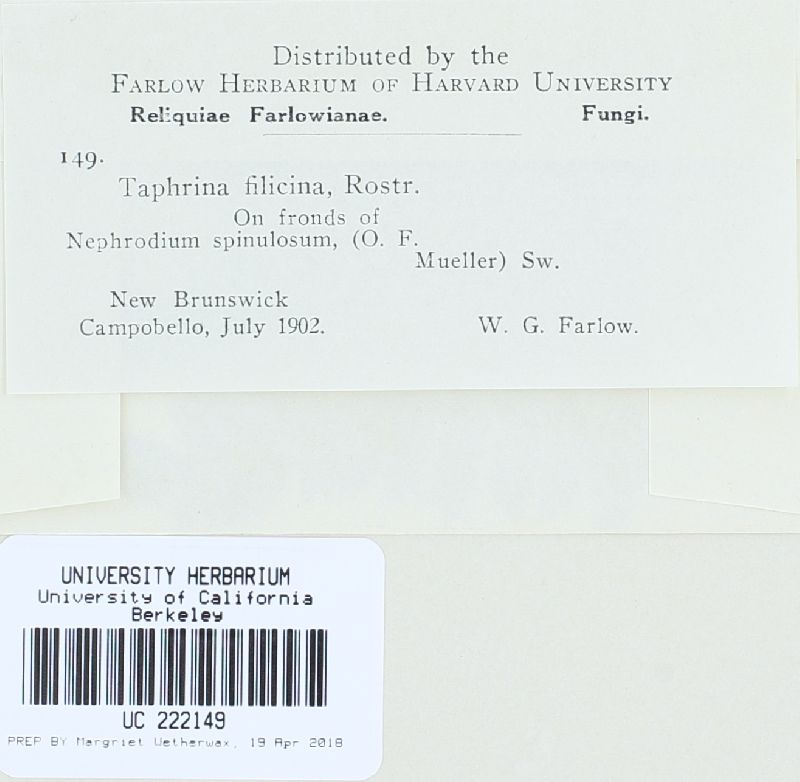 Distributed by the
FARLOW HERBARIUM OF HARVARD UNIVERSITY
Reliquiae Farlowianae. Fungi.
149.
Taphrina filicina, Rostr.
On fronds of
Nephrodium spinulosum, (O. F.
Mueller) Sw.
New Brunswick
Campobello, July 1902. W. G. Farlow.
UNIVERSITY HERBARIUM
University of California
Berkeley
UC 222149
PREP BY Margriet Wetherwax, 19 Apr 2018